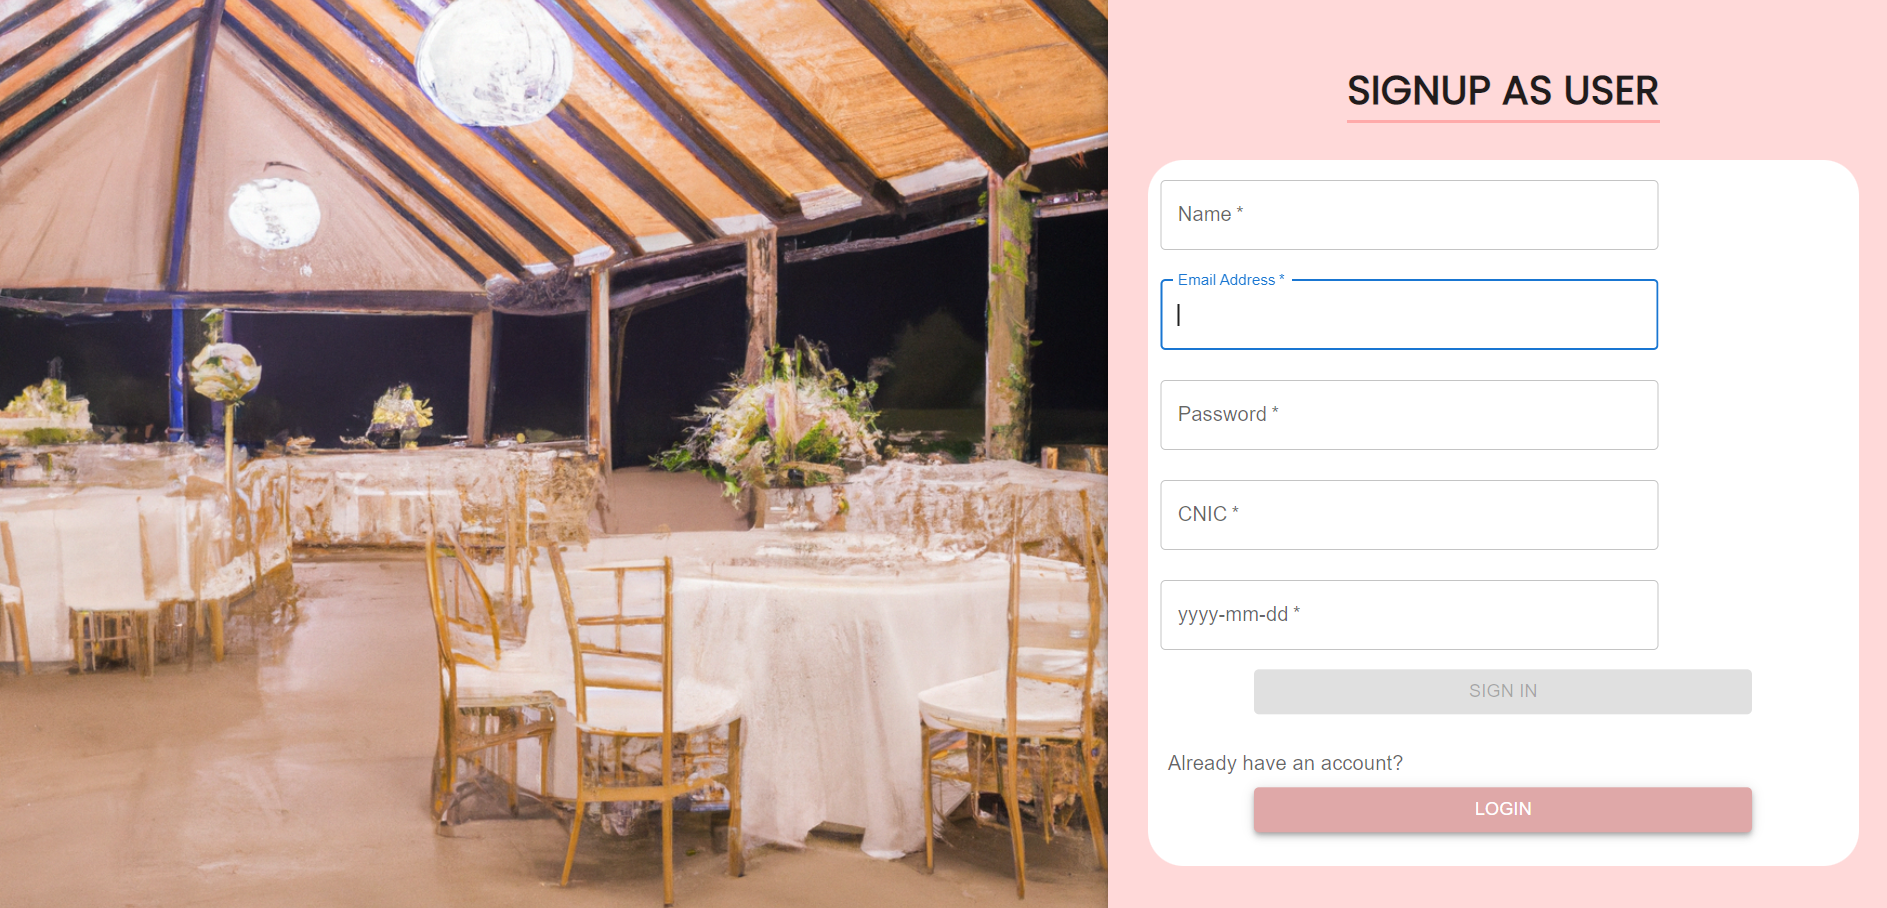 SIGNUP AS USER
Name *
Email Address *
Password *
CNIC *
yyyy-mm-dd *
SIGN IN
Already have an account?
LOGIN